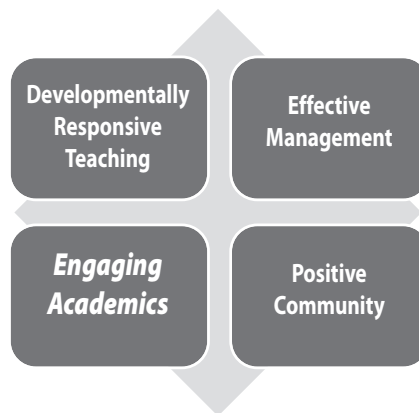 Developmentally
Responsive
Teaching
Effective
Management
Engaging
Academics
Positive
Community